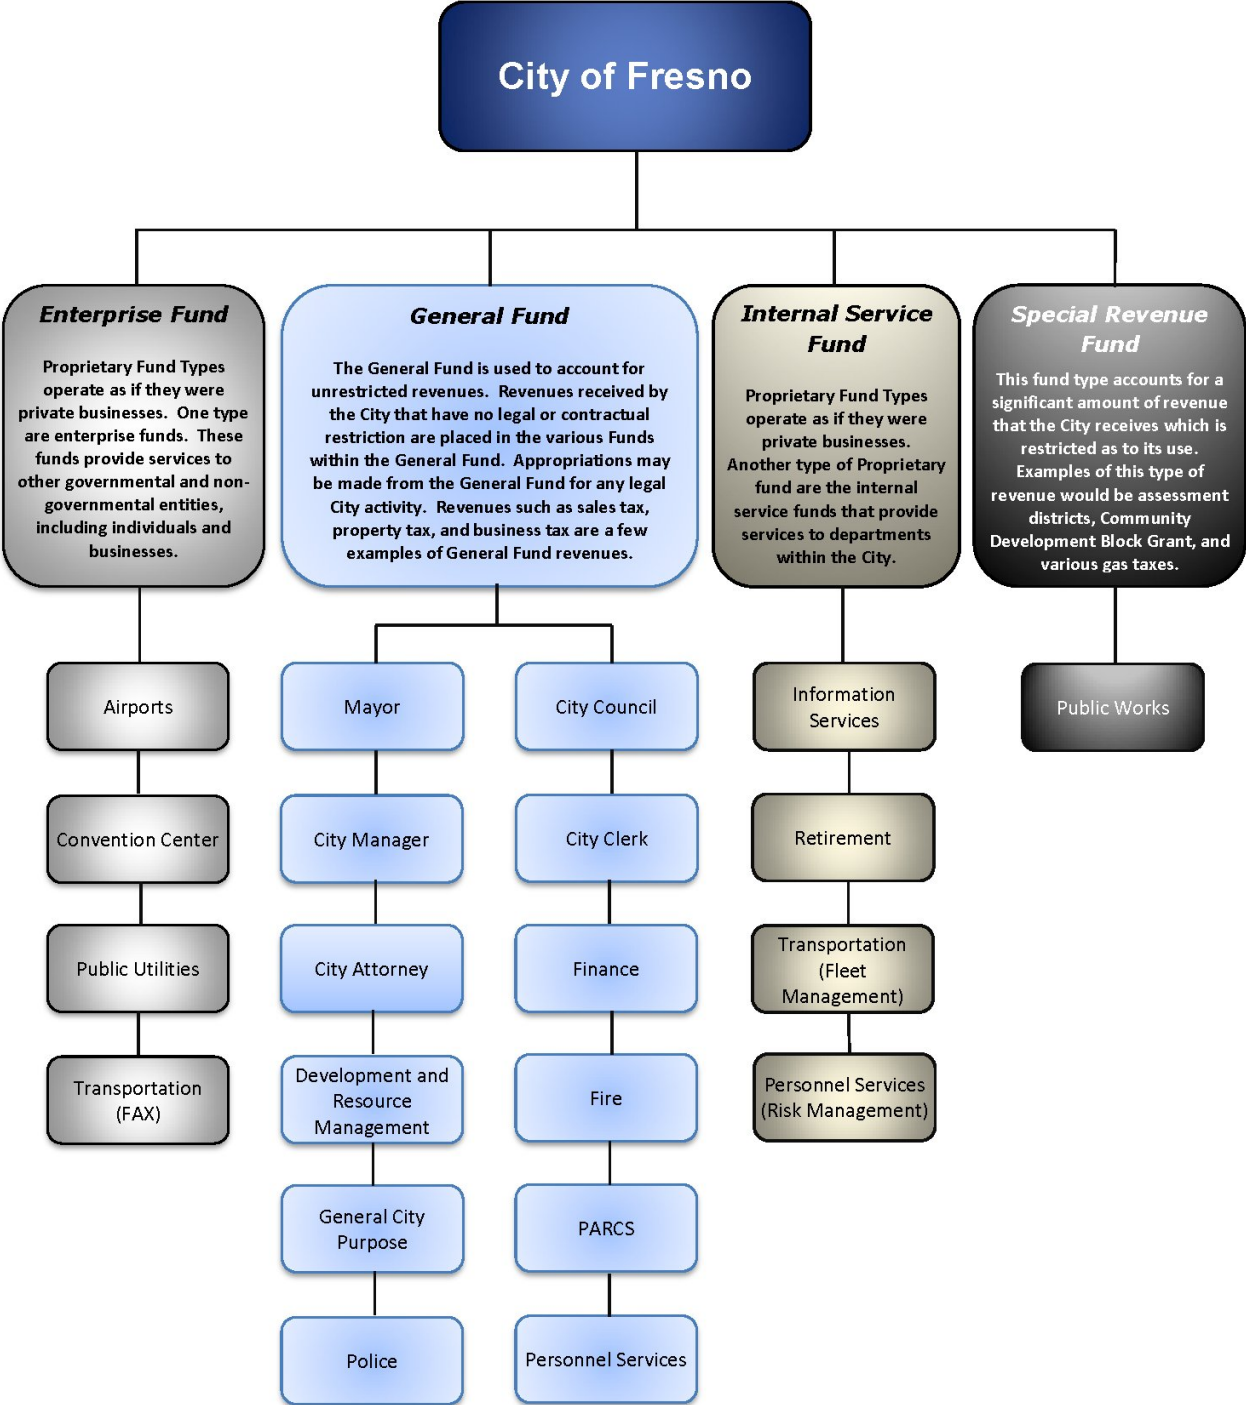 City of Fresno
Enterprise Fund
Proprietary Fund Types
operate as if they were
private businesses.  One type
are enterprise funds.  These
funds provide services to
other governmental and non-
governmental entities,
including individuals and
businesses.
General Fund
The General Fund is used to account for
unrestricted revenues.  Revenues received by
the City that have no legal or contractual
restriction are placed in the various Funds
within the General Fund.  Appropriations may
be made from the General Fund for any legal
City activity.  Revenues such as sales tax,
property tax, and business tax are a few
examples of General Fund revenues.
Internal Service
Fund
Proprietary Fund Types
operate as if they were
private businesses.
Another type of Proprietary
fund are the internal
service funds that provide
services to departments
within the City.
Special Revenue
Fund
This fund type accounts for a
significant amount of revenue
that the City receives which is
restricted as to its use.
Examples of this type of
revenue would be assessment
districts, Community
Development Block Grant, and
various gas taxes.
Airports
Convention Center
Public Utilities
Transportation
(FAX)
Mayor
City Manager
City Attorney
Development and
Resource
Management
General City
Purpose
Police
City Council
City Clerk
Finance
Fire
PARCS
Personnel Services
Information
Services
Retirement
Transportation
(Fleet
Management)
Personnel Services
(Risk Management)
Public Works